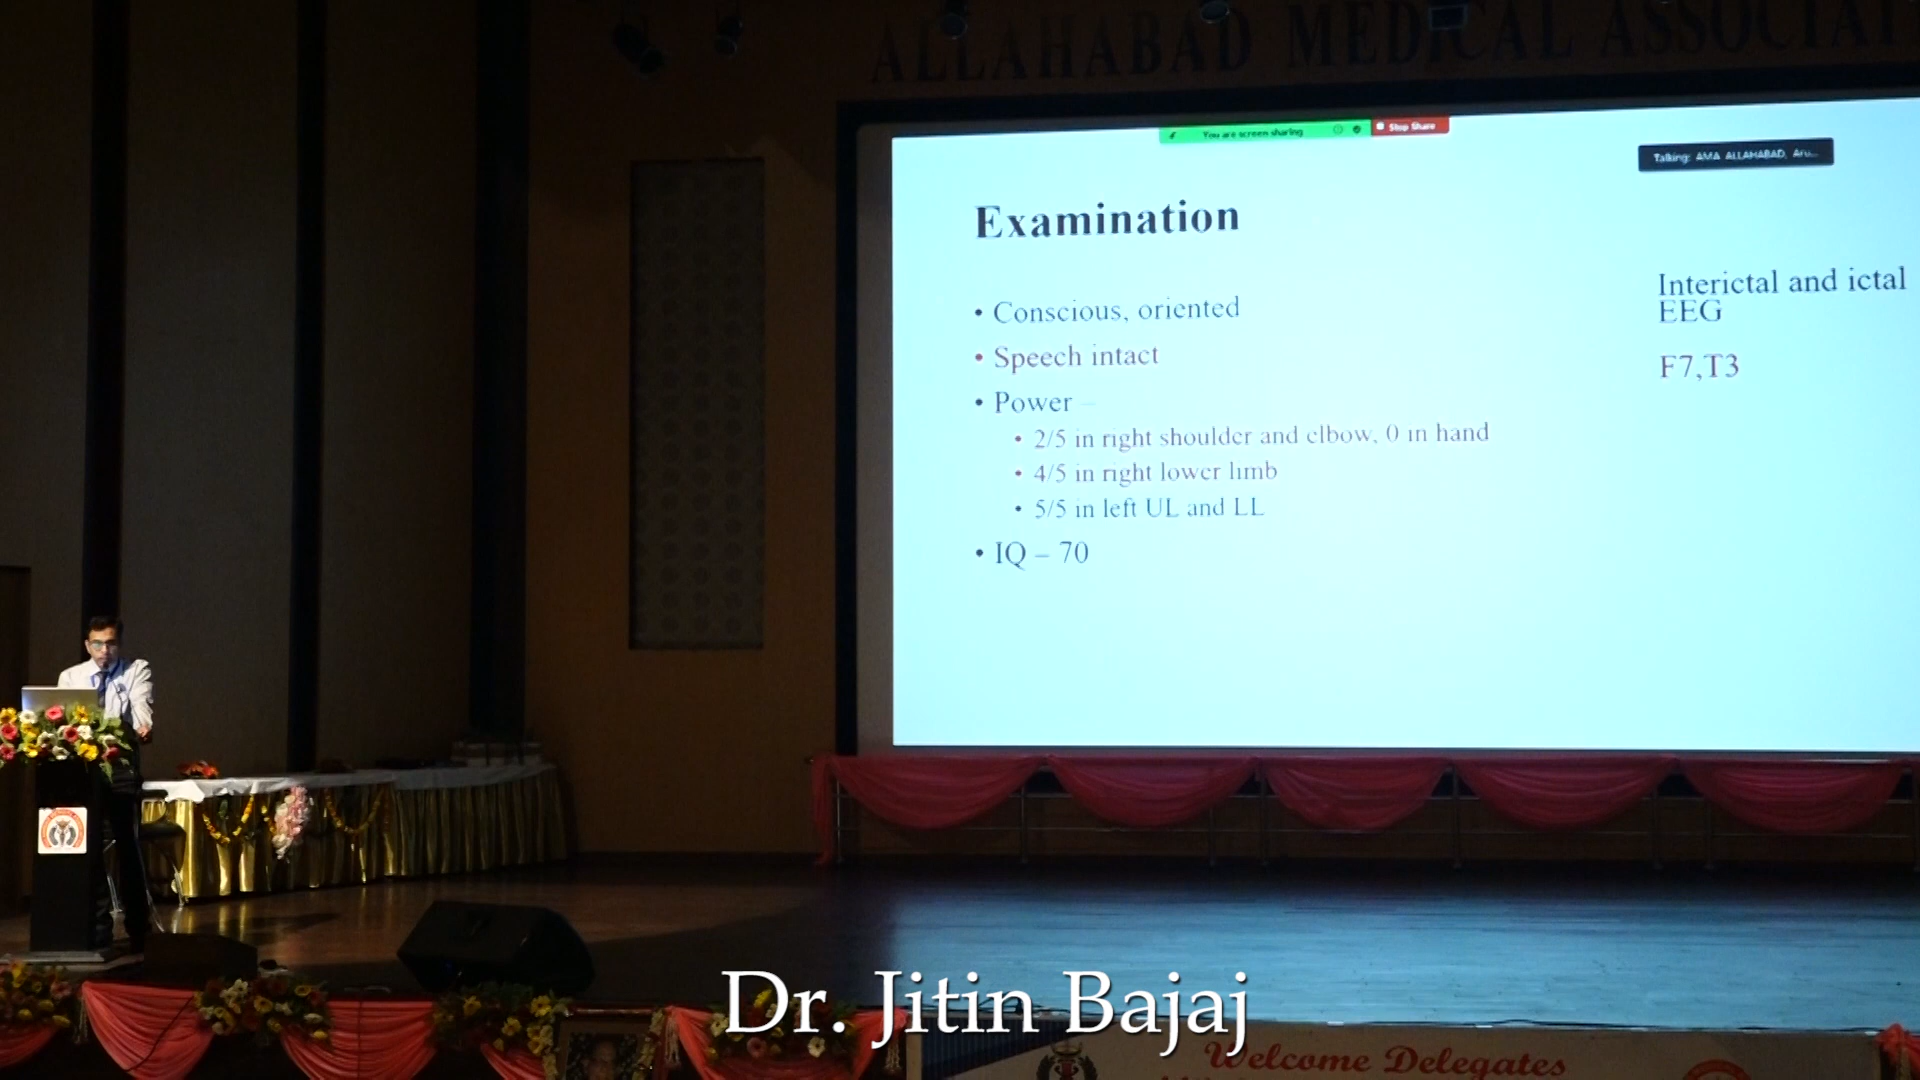 ALLAHABAD MEDICAL ASSOCIATI
You are screen sharing
Stop Share
Talking: AMA ALLAHABAD, Aru...
Examination
• Conscious, oriented
• Speech intact
• Power –
• 2/5 in right shoulder and elbow, 0 in hand
• 4/5 in right lower limb
• 5/5 in left UL and LL
• IQ – 70
Interictal and ictal
EEG
F7,T3
Dr. Jitin Bajaj
Welcome Delegates